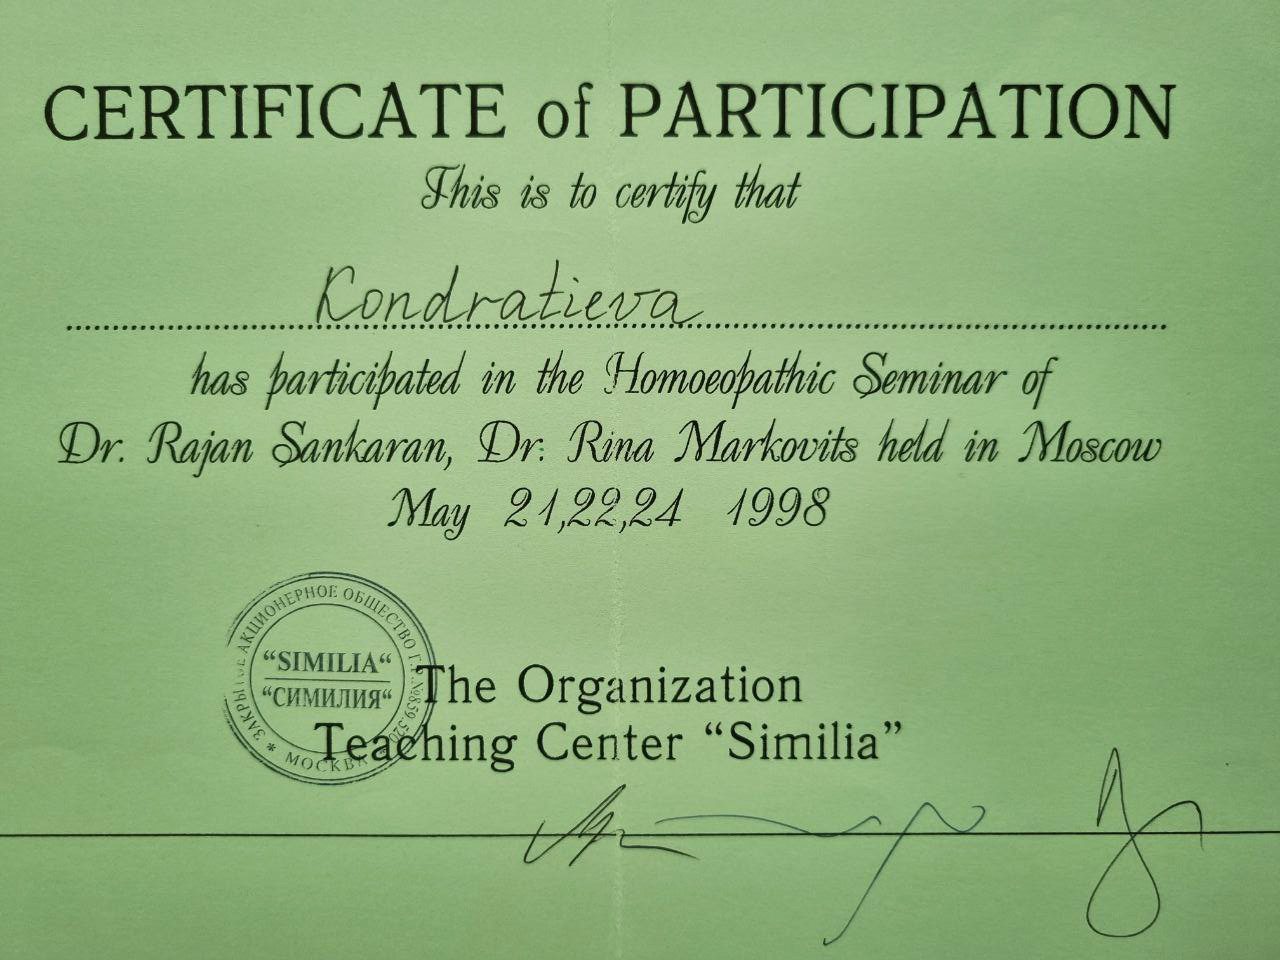 CERTIFICATE of PARTICIPATION
This is to certify that
Kondratieva
has participated in the Homoeopathic Seminar of
Dr. Rajan Sankaran, Dr. Rina Markovits held in Moscow
May 21,22,24 1998
ЗАКРЫТОЕ АКЦИОНЕРНОЕ ОБЩЕСТВО
"SIMILIA"
"СИМИЛИЯ"
* МОСКВА
The Organization
Teaching Center "Similia"